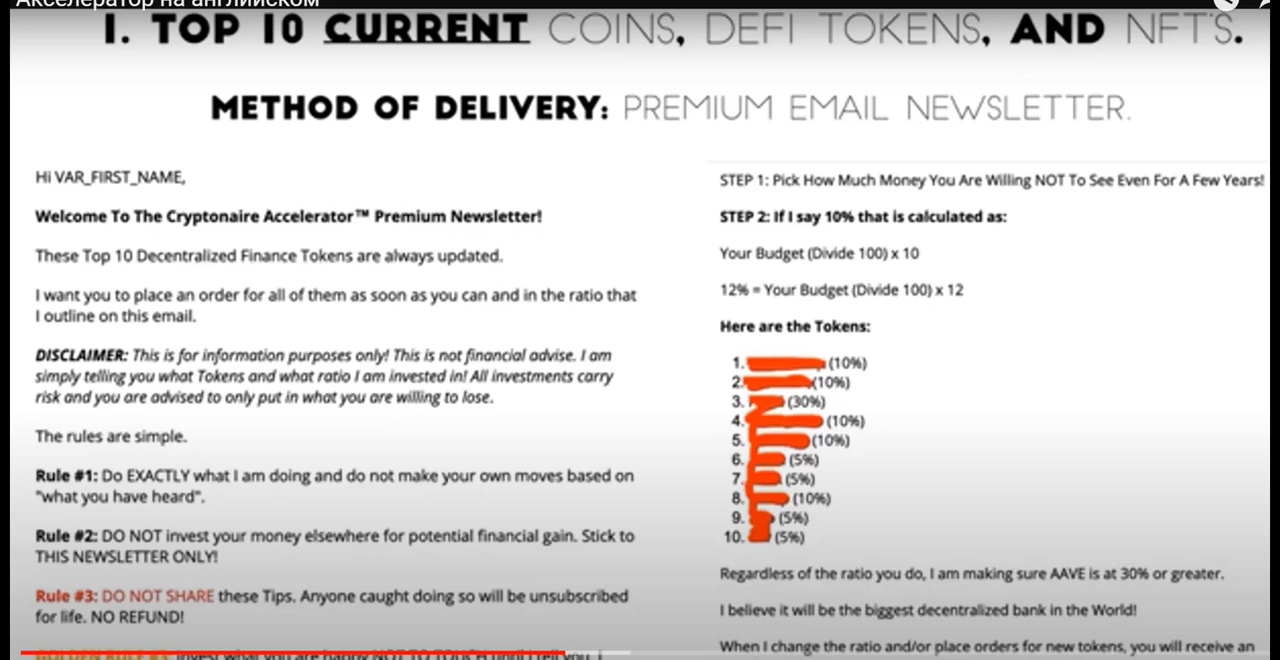 Акселератор на английском
1. TOP 10 CURRENT COINS, DEFI TOKENS, AND NFT'S.
METHOD OF DELIVERY: PREMIUM EMAIL NEWSLETTER.
Hi VAR_FIRST_NAME,
Welcome To The Cryptonaire Accelerator™ Premium Newsletter!
These Top 10 Decentralized Finance Tokens are always updated.
I want you to place an order for all of them as soon as you can and in the ratio that
I outline on this email.
DISCLAIMER: This is for information purposes only! This is not financial advise. I am
simply telling you what Tokens and what ratio I am invested in! All investments carry
risk and you are advised to only put in what you are willing to lose.
The rules are simple.
Rule #1: Do EXACTLY what I am doing and do not make your own moves based on
"what you have heard".
Rule #2: DO NOT invest your money elsewhere for potential financial gain. Stick to
THIS NEWSLETTER ONLY!
Rule #3: DO NOT SHARE these Tips. Anyone caught doing so will be unsubscribed
for life. NO REFUND!
STEP 1: Pick How Much Money You Are Willing NOT To See Even For A Few Years!
STEP 2: If I say 10% that is calculated as:
Your Budget (Divide 100) x 10
12% = Your Budget (Divide 100) x 12
Here are the Tokens:
1. (10%)
2. (10%)
3. (30%)
4. (10%)
5. (10%)
6. (5%)
7. (5%)
8. (10%)
9. (5%)
10. (5%)
Regardless of the ratio you do, I am making sure AAVE is at 30% or greater.
I believe it will be the biggest decentralized bank in the World!
When I change the ratio and/or place orders for new tokens, you will receive an